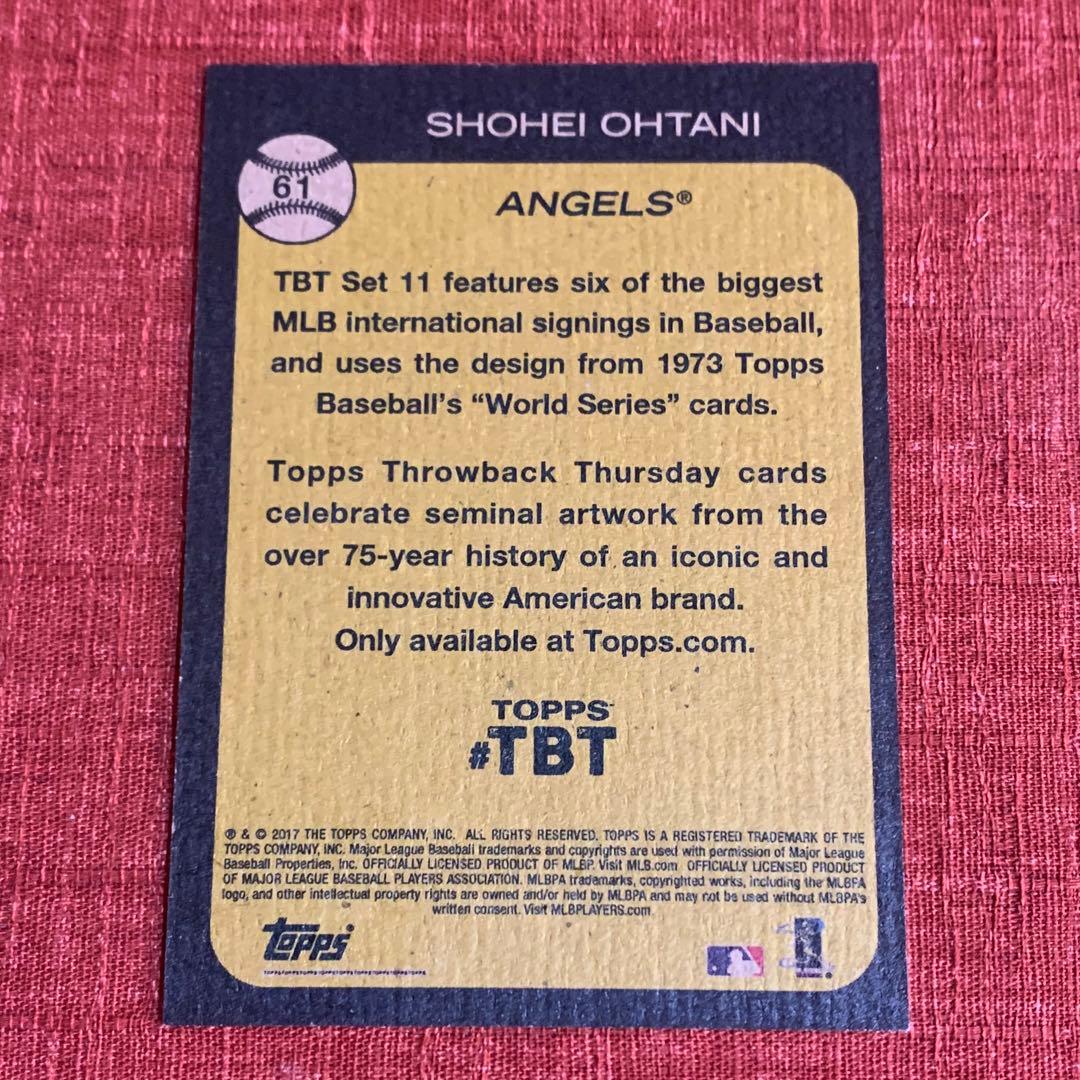 SHOHEI OHTANI
61
ANGELS®
TBT Set 11 features six of the biggest
MLB international signings in Baseball,
and uses the design from 1973 Topps
Baseball's “World Series” cards.
Topps Throwback Thursday cards
celebrate seminal artwork from the
over 75-year history of an iconic and
innovative American brand.
Only available at Topps.com.
TOPPS
#TBT
® & © 2017 THE TOPPS COMPANY, INC. ALL RIGHTS RESERVED. TOPPS IS A REGISTERED TRADEMARK OF THE
TOPPS COMPANY, INC. Major League Baseball trademarks and copyrights are used with permission of Major League
Baseball Properties, Inc. OFFICIALLY LICENSED PRODUCT OF MLBP. Visit MLB.com. OFFICIALLY LICENSED PRODUCT
OF MAJOR LEAGUE BASEBALL PLAYERS ASSOCIATION. MLBPA trademarks, copyrighted works, including the MLBPA
logo, and other intellectual property rights are owned and/or held by MLBPA and may not be used without MLBPA's
written consent. Visit MLBPLAYERS.com
topps®
TOPPSTOPPSTOPPSTOPPSTOPPSTOPPSTOPPSTOPPS